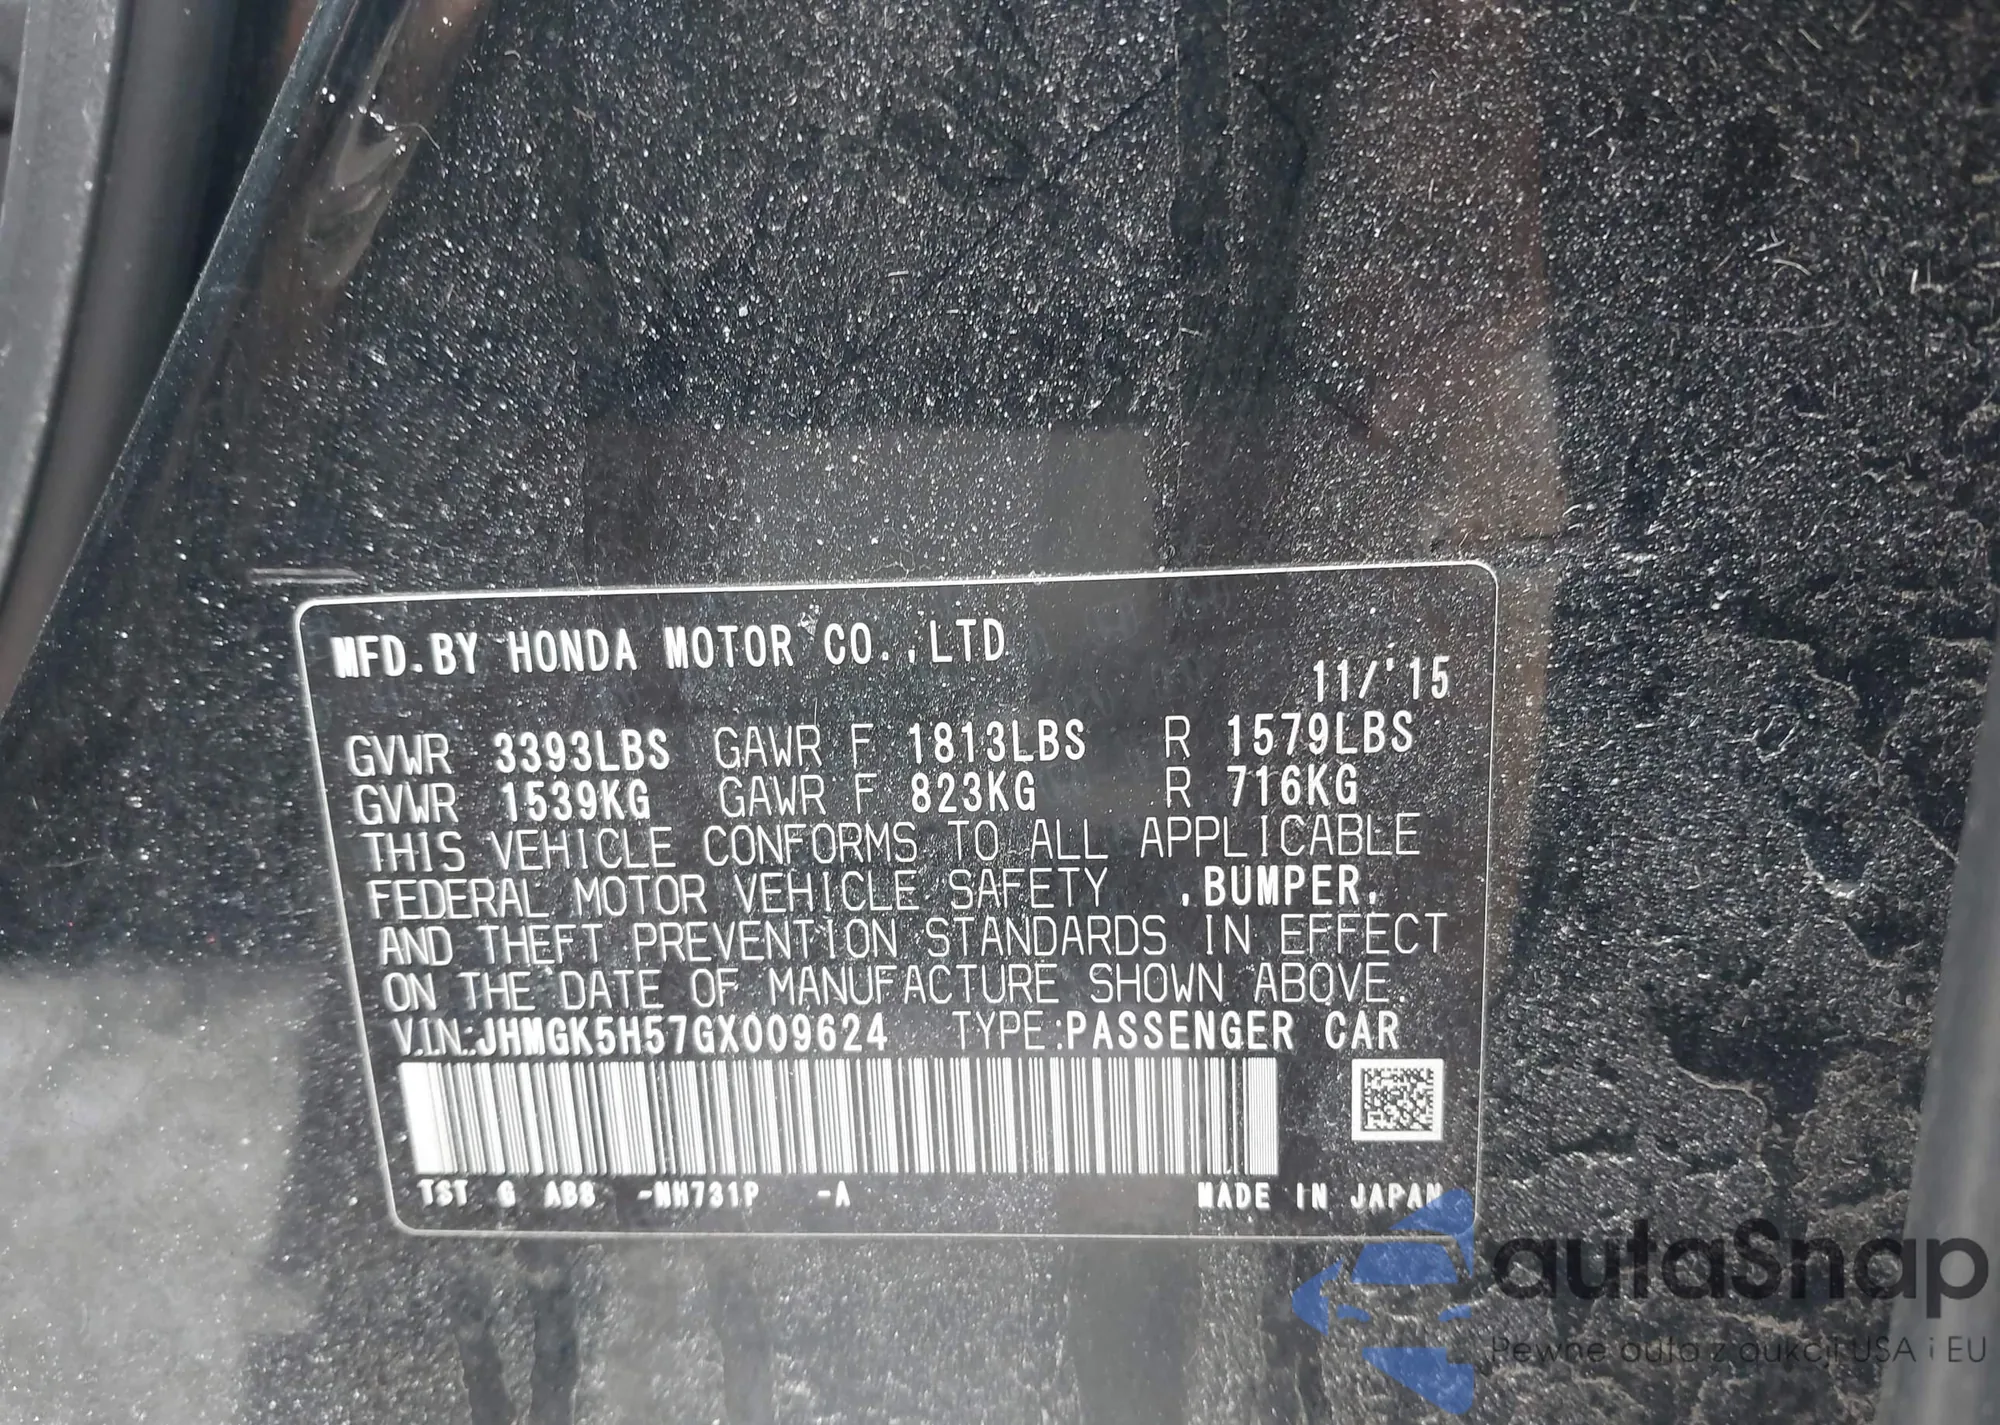 MFD.BY HONDA MOTOR CO.,LTD
11/'15
GVWR 3393LBS GAWR F 1813LBS R 1579LBS
GVWR 1539KG GAWR F 823KG R 716KG
THIS VEHICLE CONFORMS TO ALL APPLICABLE
FEDERAL MOTOR VEHICLE SAFETY ,BUMPER,
AND THEFT PREVENTION STANDARDS IN EFFECT
ON THE DATE OF MANUFACTURE SHOWN ABOVE.
V.I.N.:JHMGK5H57GX009624 TYPE:PASSENGER CAR
TST G ABS -NH731P -A MADE IN JAPAN
autaSnap
Pewne auto z aukcji USA i EU